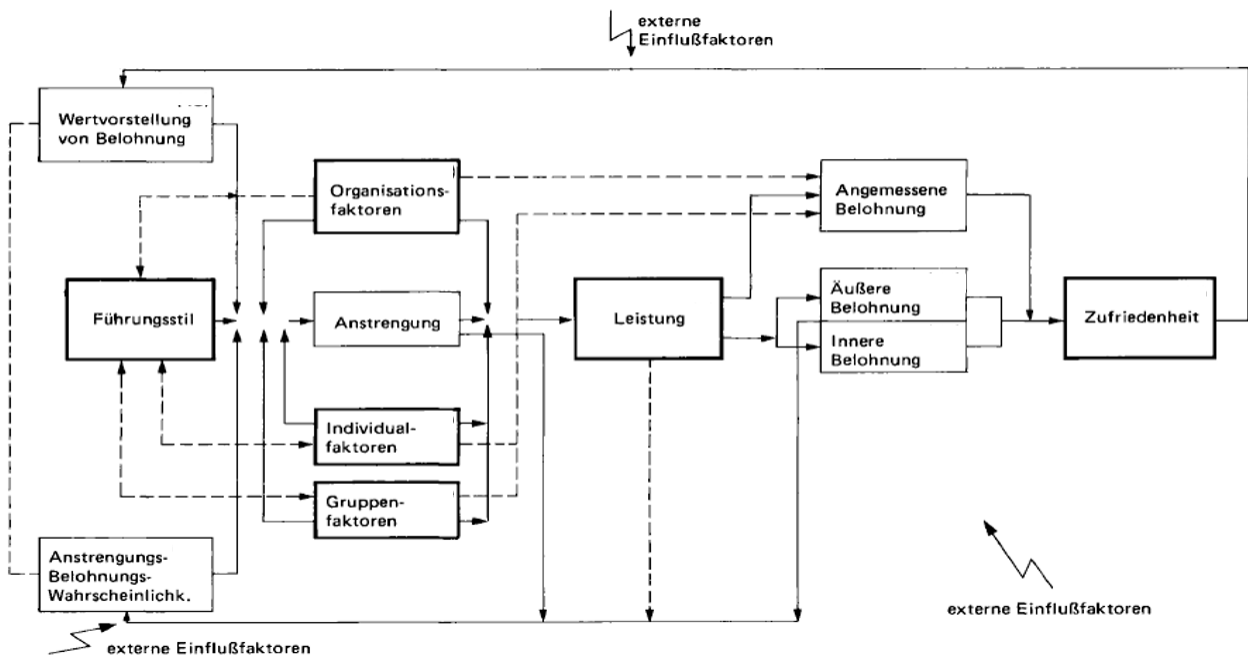 externe
Einflußfaktoren
Wertvorstellung
von Belohnung
Organisations-
faktoren
Angemessene
Belohnung
Führungsstil
Anstrengung
Leistung
Äußere
Belohnung
Innere
Belohnung
Zufriedenheit
Individual-
faktoren
Gruppen-
faktoren
Anstrengungs-
Belohnungs-
Wahrscheinlichk.
externe Einflußfaktoren
externe Einflußfaktoren